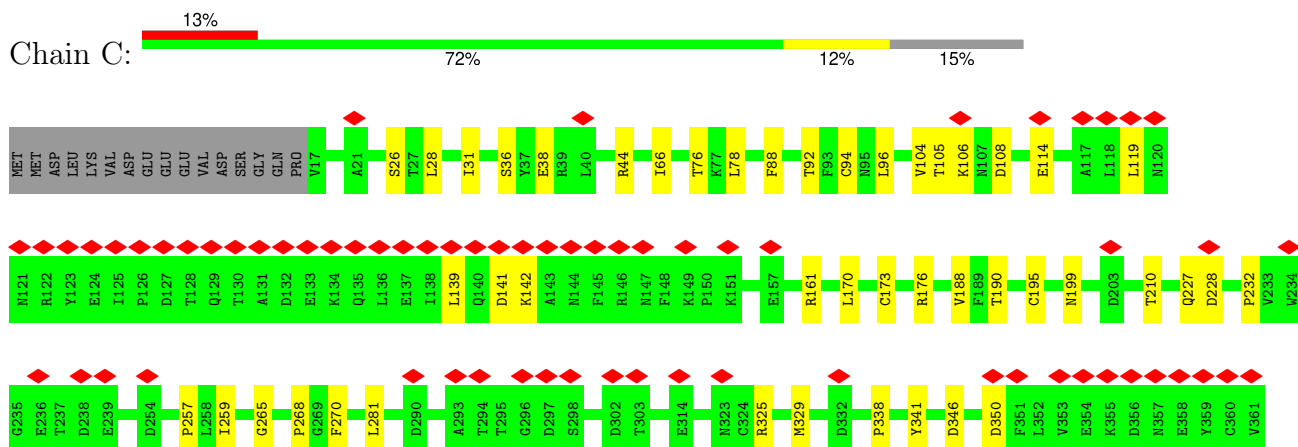 13%
Chain C:
72% 12% 15%
MET MET ASP LEU LYS VAL ASP GLU GLU GLU VAL ASP SER GLY GLN PRO V17 A21 S26 T27 L28 I31 S36 Y37 E38 R39 L40 R44 I66 T76 K77 L78 F88 T92 F93 C94 N95 L96 V104 T105 K106 N107 D108 E114 A117 L118 L119 N120
N121 R122 Y123 E124 I125 P126 D127 T128 Q129 T130 A131 D132 E133 K134 Q135 L136 E137 I138 L139 Q140 D141 K142 A143 N144 F145 R146 N147 F148 K149 P150 K151 E157 R161 L170 C173 R176 V188 F189 T190 C195 N199 D203 T210 Q227 D228 P232 V233 W234
G235 E236 T237 D238 E239 D254 P257 L258 I259 G265 P268 G269 F270 L281 D290 A293 T294 T295 G296 D297 S298 D302 T303 E314 N323 C324 R325 M329 D332 P338 Y341 D346 D350 F351 L352 V353 E354 K355 D356 N357 E358 Y359 C360 V361